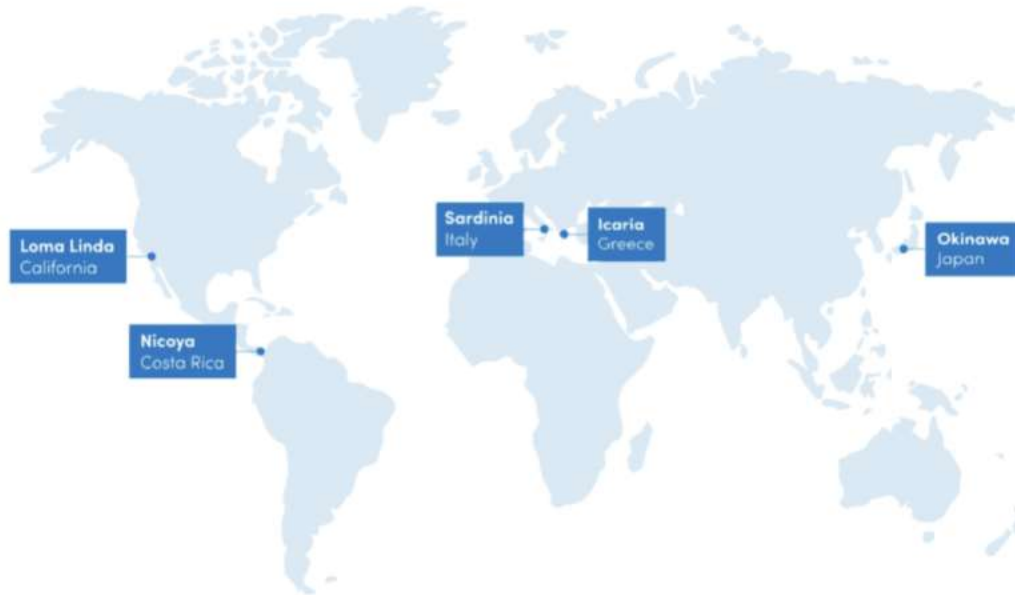 Sardinia
Italy
Icaria
Greece
Loma Linda
California
Okinawa
Japan
Nicoya
Costa Rica